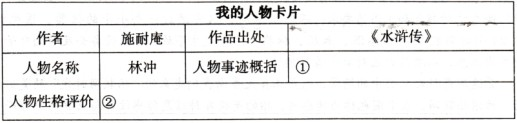 我的人物卡片
作者 施耐庵 作品出处 《水浒传》
人物名称 林冲 人物事迹概括 ①
人物性格评价 ②